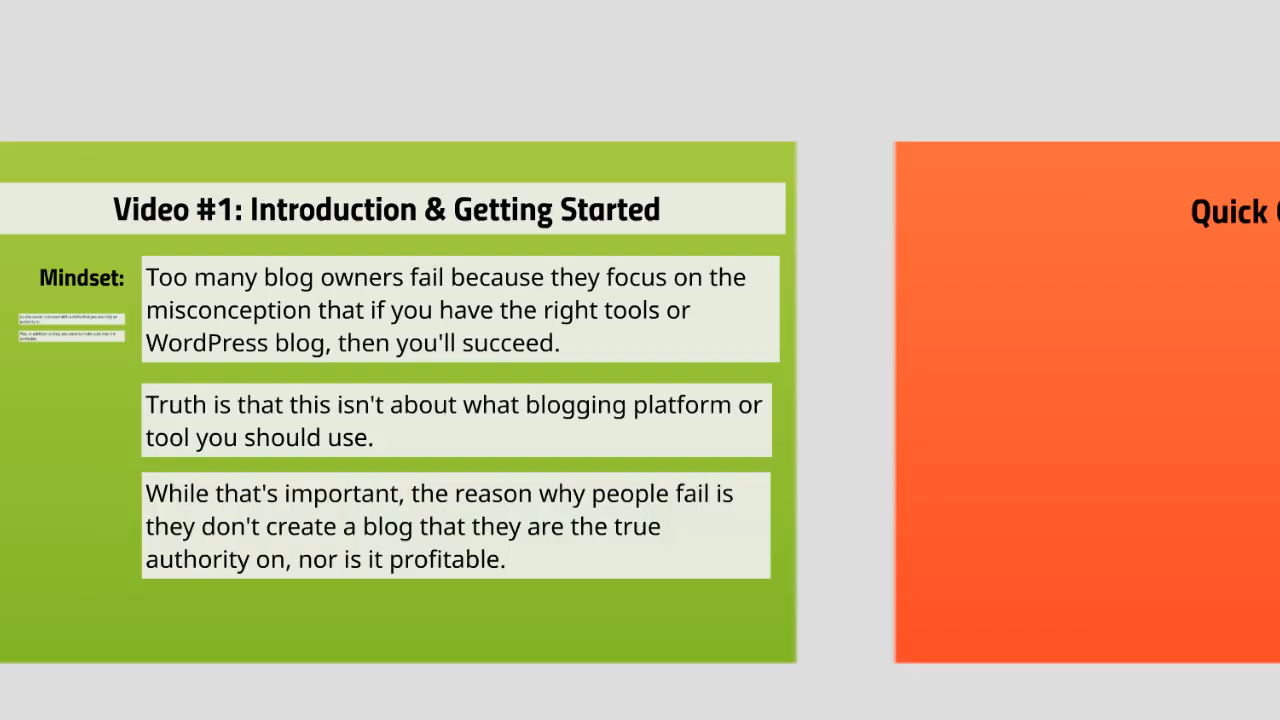 Video #1: Introduction & Getting Started
Quick
Mindset:
Too many blog owners fail because they focus on the
misconception that if you have the right tools or
WordPress blog, then you'll succeed.
Truth is that this isn't about what blogging platform or
tool you should use.
While that's important, the reason why people fail is
they don't create a blog that they are the true
authority on, nor is it profitable.